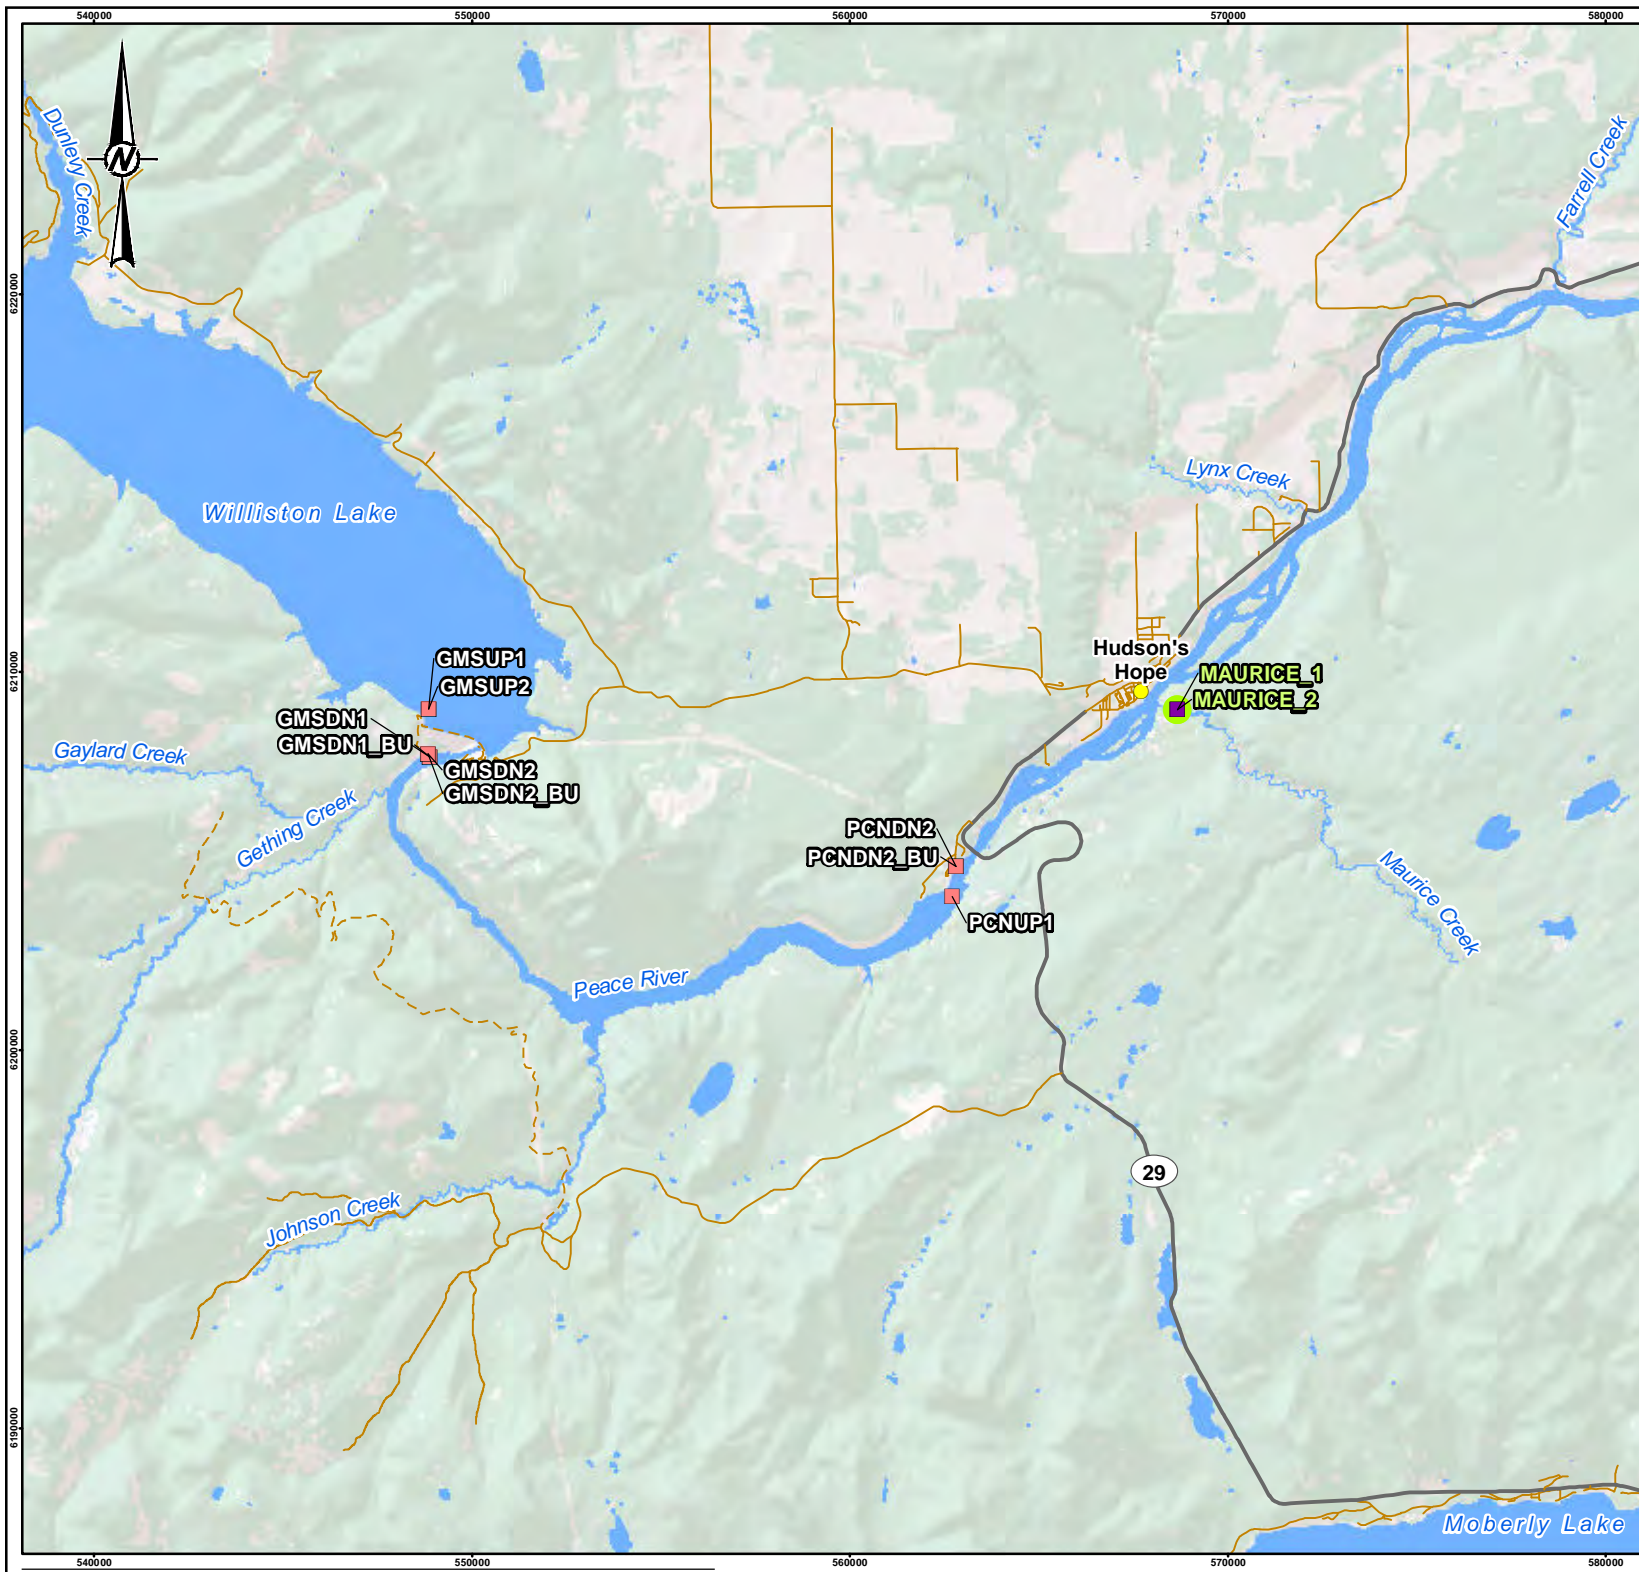 540000
550000
560000
570000
580000
Dunlevy Creek
N
Farrell Creek
6220000
Lynx Creek
Williston Lake
Hudson's
Hope
6210000
GMSUP1
GMSUP2
MAURICE_1
MAURICE_2
GMSDN1
GMSDN1_BU
Gaylard Creek
GMSDN2
GMSDN2_BU
Gething Creek
PCNDN2
PCNDN2_BU
Maurice Creek
PCNUP1
Peace River
6200000
29
Johnson Creek
6190000
Moberly Lake
540000
550000
560000
570000
580000